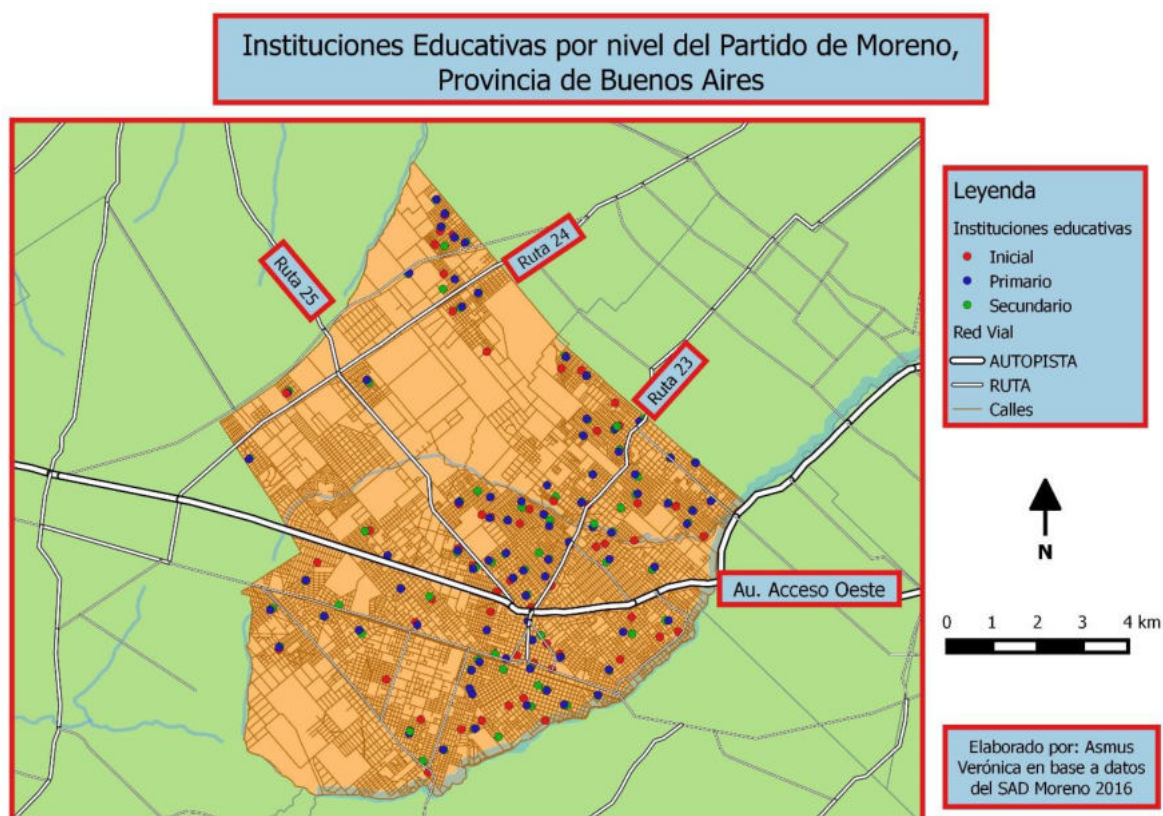 Instituciones Educativas por nivel del Partido de Moreno,
Provincia de Buenos Aires
Ruta 24
Ruta 25
Ruta 23
Au. Acceso Oeste
Leyenda
Instituciones educativas
Inicial
Primario
Secundario
Red Vial
AUTOPISTA
RUTA
Calles
N
0 1 2 3 4 km
Elaborado por: Asmus
Verónica en base a datos
del SAD Moreno 2016